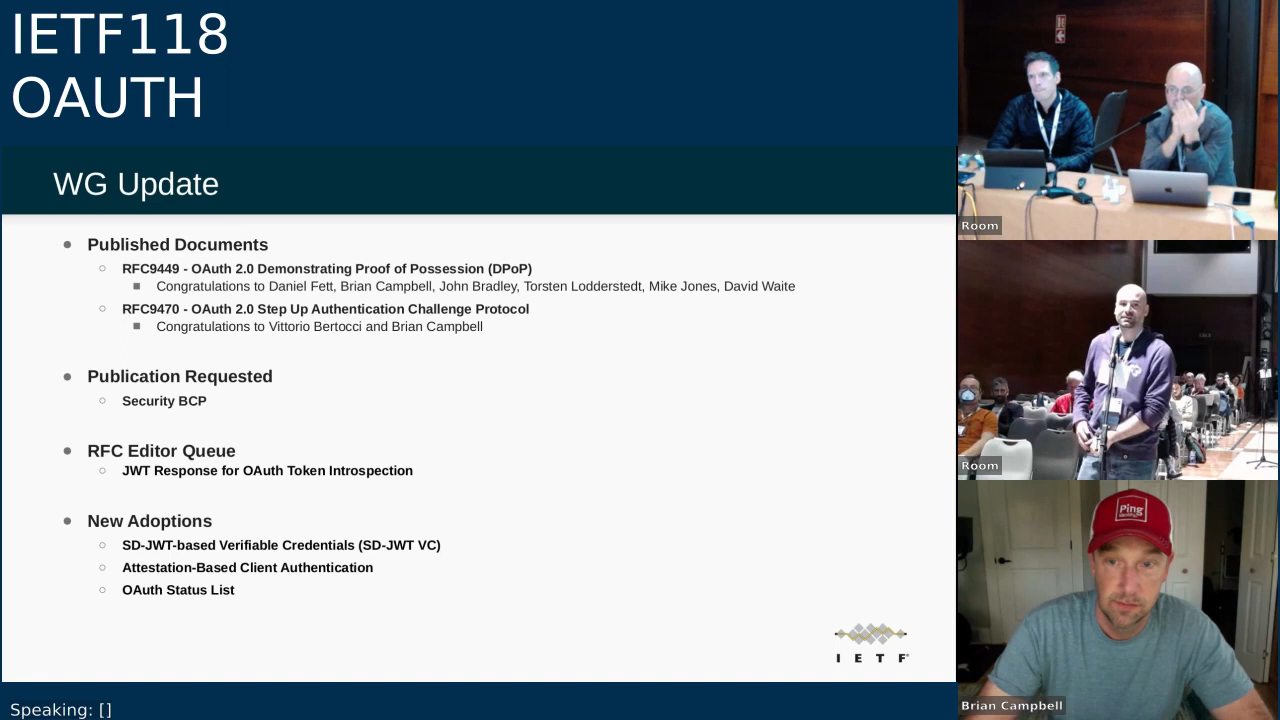 IETF118
OAUTH
WG Update
Published Documents
RFC9449 - OAuth 2.0 Demonstrating Proof of Possession (DPoP)
Congratulations to Daniel Fett, Brian Campbell, John Bradley, Torsten Lodderstedt, Mike Jones, David Waite
RFC9470 - OAuth 2.0 Step Up Authentication Challenge Protocol
Congratulations to Vittorio Bertocci and Brian Campbell
Publication Requested
Security BCP
RFC Editor Queue
JWT Response for OAuth Token Introspection
New Adoptions
SD-JWT-based Verifiable Credentials (SD-JWT VC)
Attestation-Based Client Authentication
OAuth Status List
I E T F
Speaking: []
Room
Room
Ping
Brian Campbell